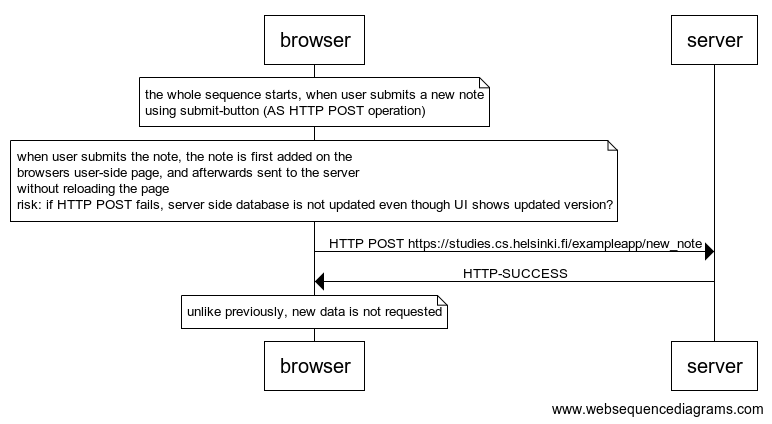 browser
server
the whole sequence starts, when user submits a new note
using submit-button (AS HTTP POST operation)
when user submits the note, the note is first added on the
browsers user-side page, and afterwards sent to the server
without reloading the page
risk: if HTTP POST fails, server side database is not updated even though UI shows updated version?
HTTP POST https://studies.cs.helsinki.fi/exampleapp/new_note
HTTP-SUCCESS
unlike previously, new data is not requested
browser
server
www.websequencediagrams.com